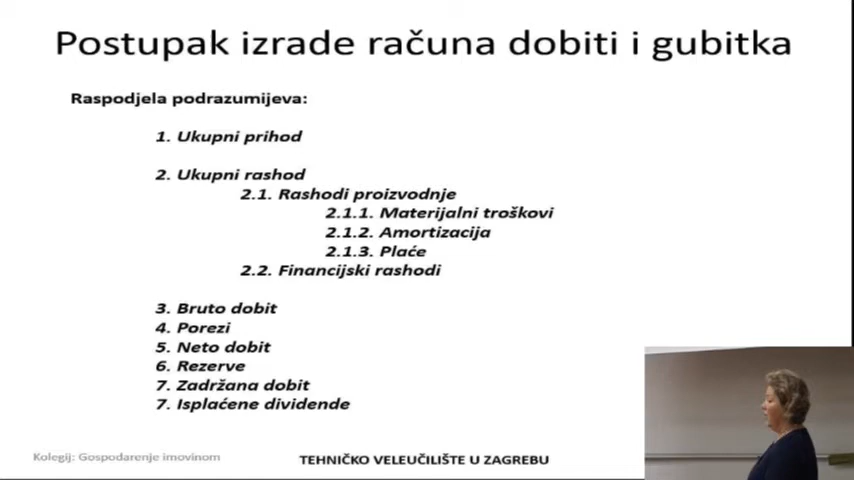 Postupak izrade računa dobiti i gubitka
Raspodjela podrazumijeva:
1. Ukupni prihod
2. Ukupni rashod
2.1. Rashodi proizvodnje
2.1.1. Materijalni troškovi
2.1.2. Amortizacija
2.1.3. Plaće
2.2. Financijski rashodi
3. Bruto dobit
4. Porezi
5. Neto dobit
6. Rezerve
7. Zadržana dobit
7. Isplaćene dividende
Kolegij: Gospodarenje imovinom
TEHNIČKO VELEUČILIŠTE U ZAGREBU